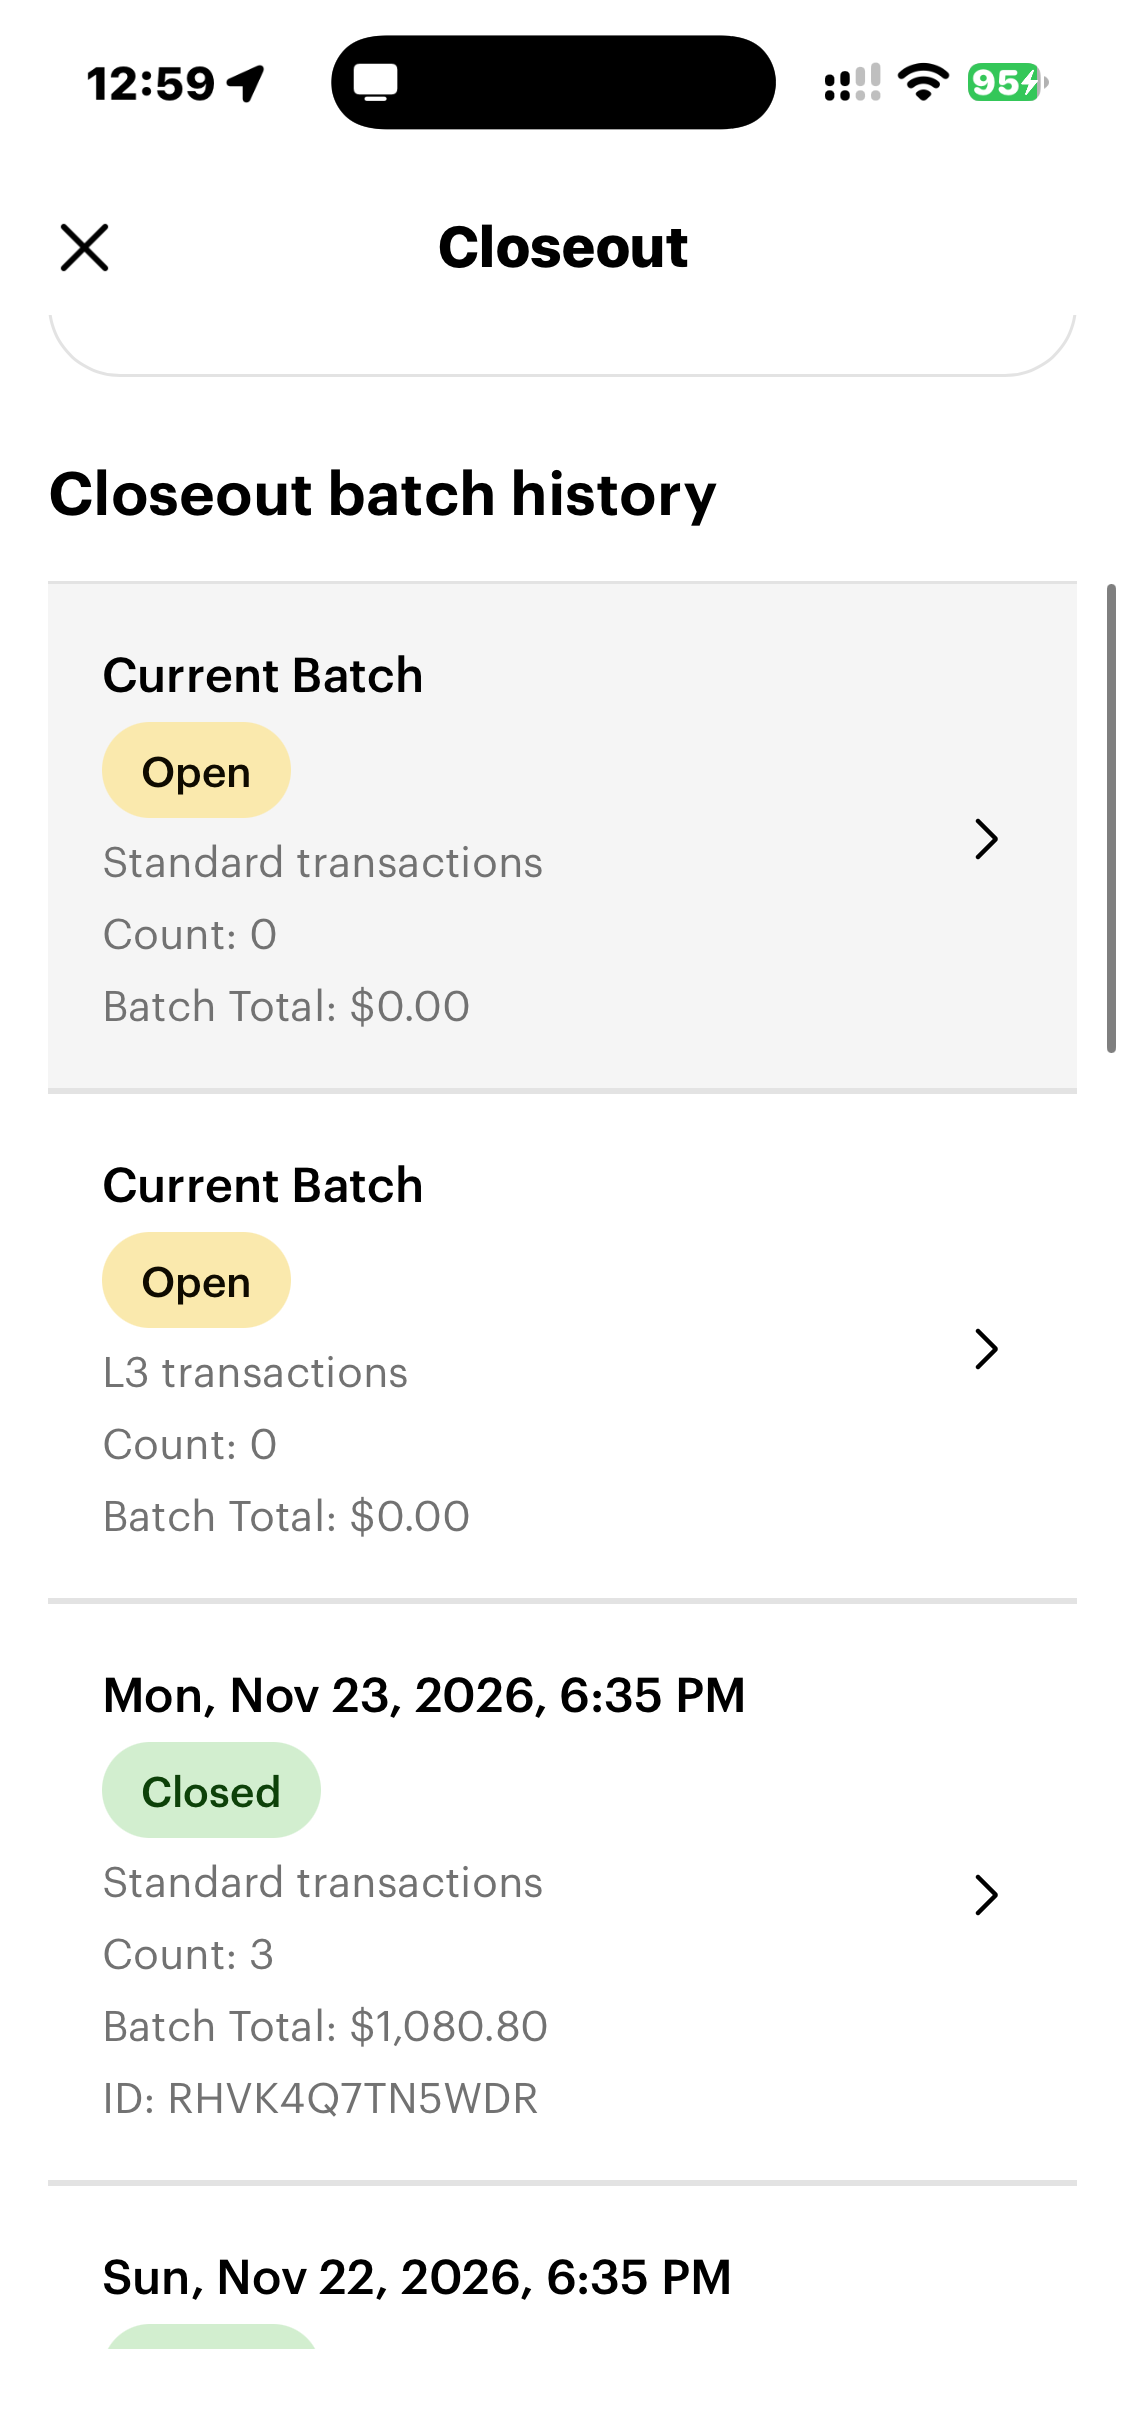 12:59
95
Closeout
Closeout batch history
Current Batch
Open
Standard transactions
Count: 0
Batch Total: $0.00
Current Batch
Open
L3 transactions
Count: 0
Batch Total: $0.00
Mon, Nov 23, 2026, 6:35 PM
Closed
Standard transactions
Count: 3
Batch Total: $1,080.80
ID: RHVK4Q7TN5WDR
Sun, Nov 22, 2026, 6:35 PM